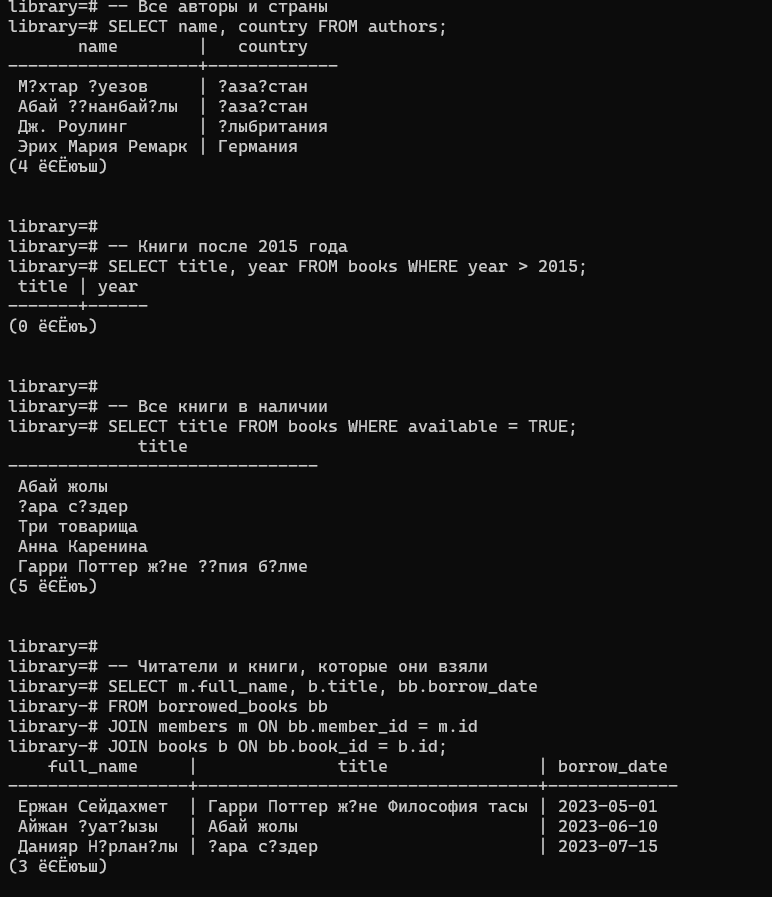 library=# -- Все авторы и страны
library=# SELECT name, country FROM authors;
name | country
-------------------+-------------
М?хтар ?уезов | ?аза?стан
Абай ??нанбай?лы | ?аза?стан
Дж. Роулинг | ?лыбритания
Эрих Мария Ремарк | Германия
(4 ёЄЁюъш)
library=#
library=# -- Книги после 2015 года
library=# SELECT title, year FROM books WHERE year > 2015;
title | year
-------+------
(0 ёЄЁюъ)
library=#
library=# -- Все книги в наличии
library=# SELECT title FROM books WHERE available = TRUE;
title
-------------------------------
Абай жолы
?ара с?здер
Три товарища
Анна Каренина
Гарри Поттер ж?не ??пия б?лме
(5 ёЄЁюъ)
library=#
library=# -- Читатели и книги, которые они взяли
library=# SELECT m.full_name, b.title, bb.borrow_date
library-# FROM borrowed_books bb
library-# JOIN members m ON bb.member_id = m.id
library-# JOIN books b ON bb.book_id = b.id;
full_name | title | borrow_date
------------------+----------------------------------+-------------
Ержан Сейдахмет | Гарри Поттер ж?не Философия тасы | 2023-05-01
Айжан ?уат?ызы | Абай жолы | 2023-06-10
Данияр Н?рлан?лы | ?ара с?здер | 2023-07-15
(3 ёЄЁюъш)